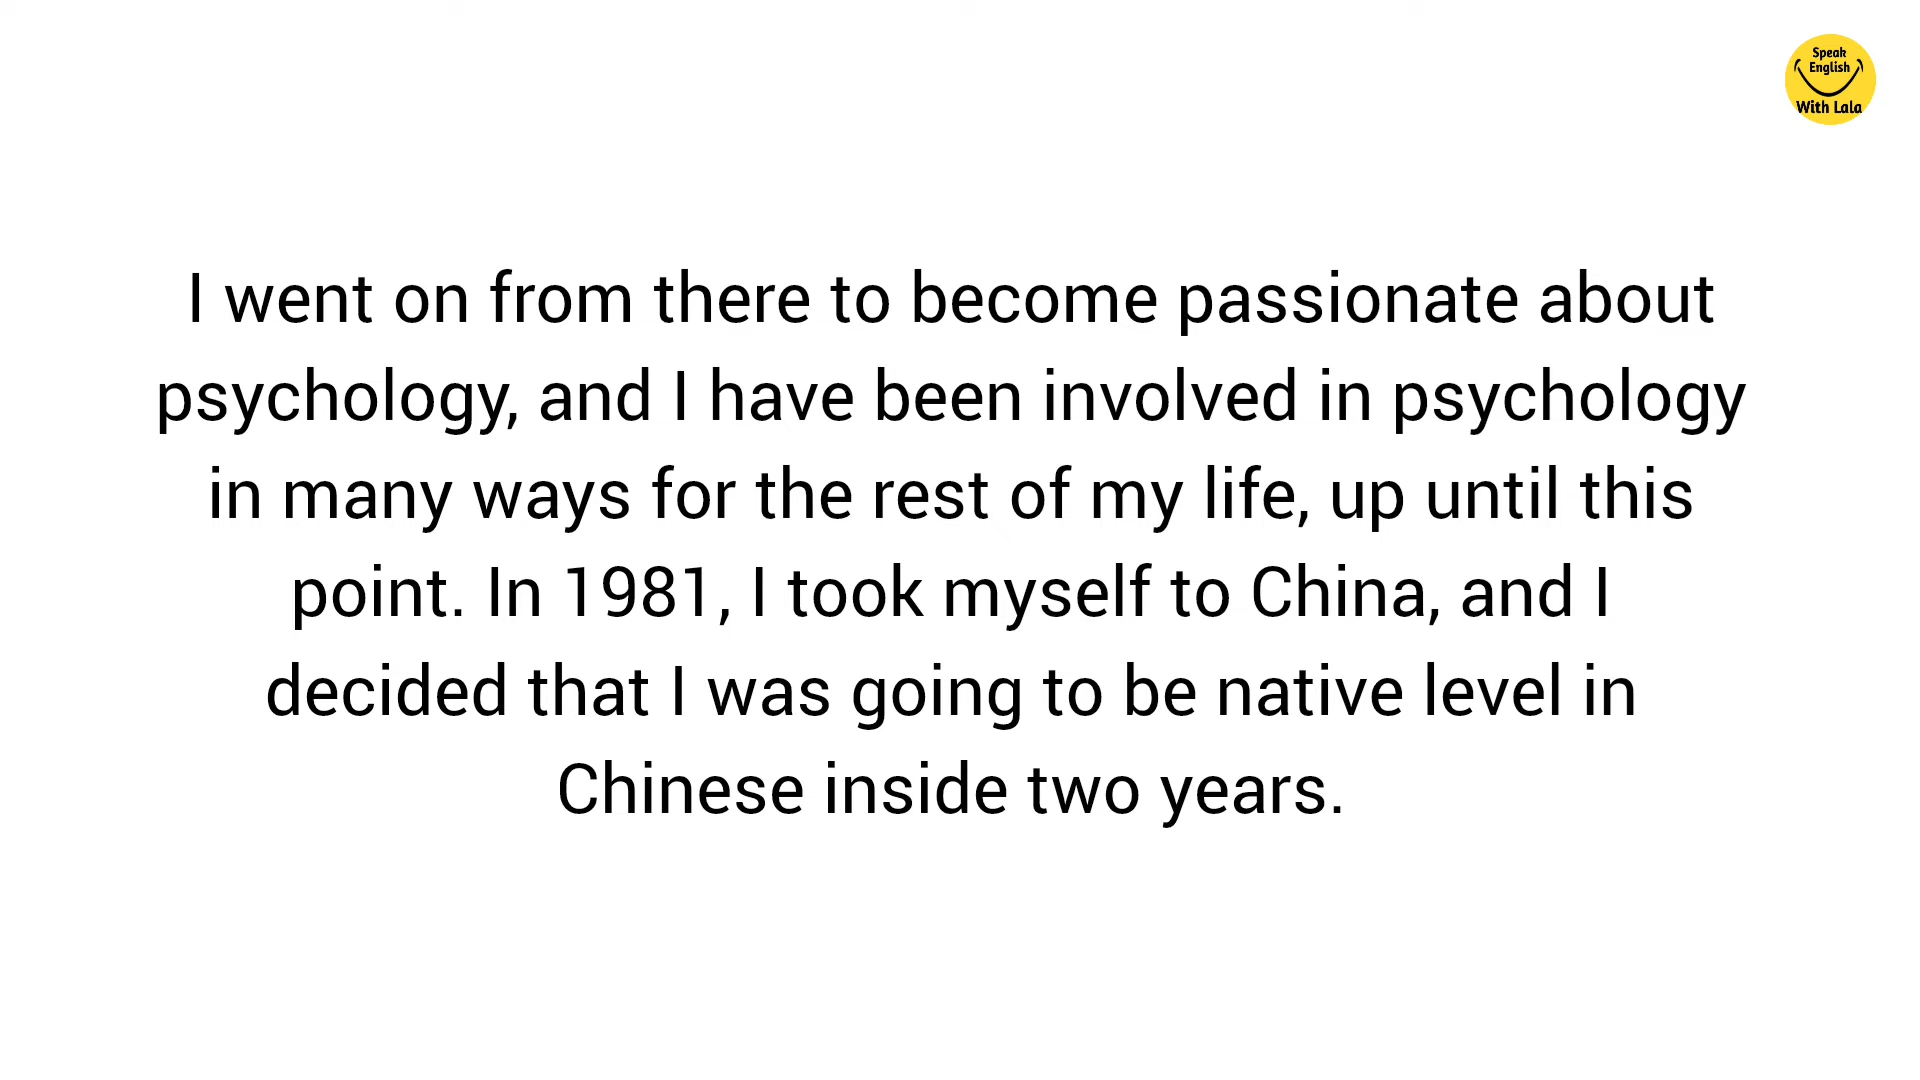 Speak
English
With Lala
I went on from there to become passionate about
psychology, and I have been involved in psychology
in many ways for the rest of my life, up until this
point. In 1981, I took myself to China, and I
decided that I was going to be native level in
Chinese inside two years.